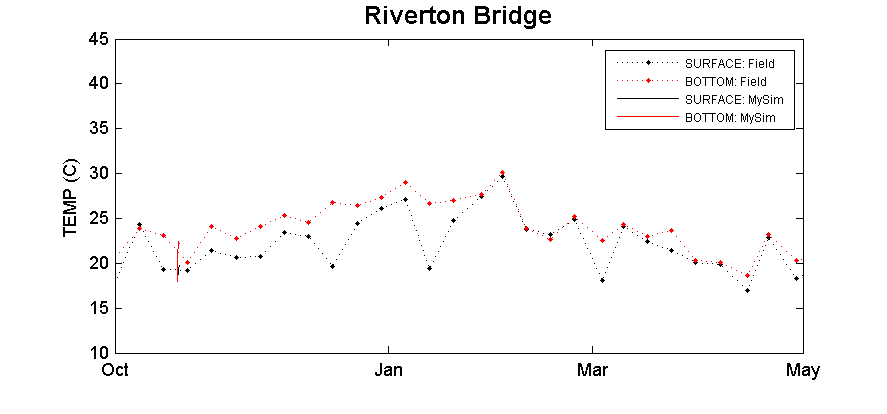 Riverton Bridge
45
40
35
30
25
20
15
10
TEMP (C)
SURFACE: Field
BOTTOM: Field
SURFACE: MySim
BOTTOM: MySim
Oct Jan Mar May